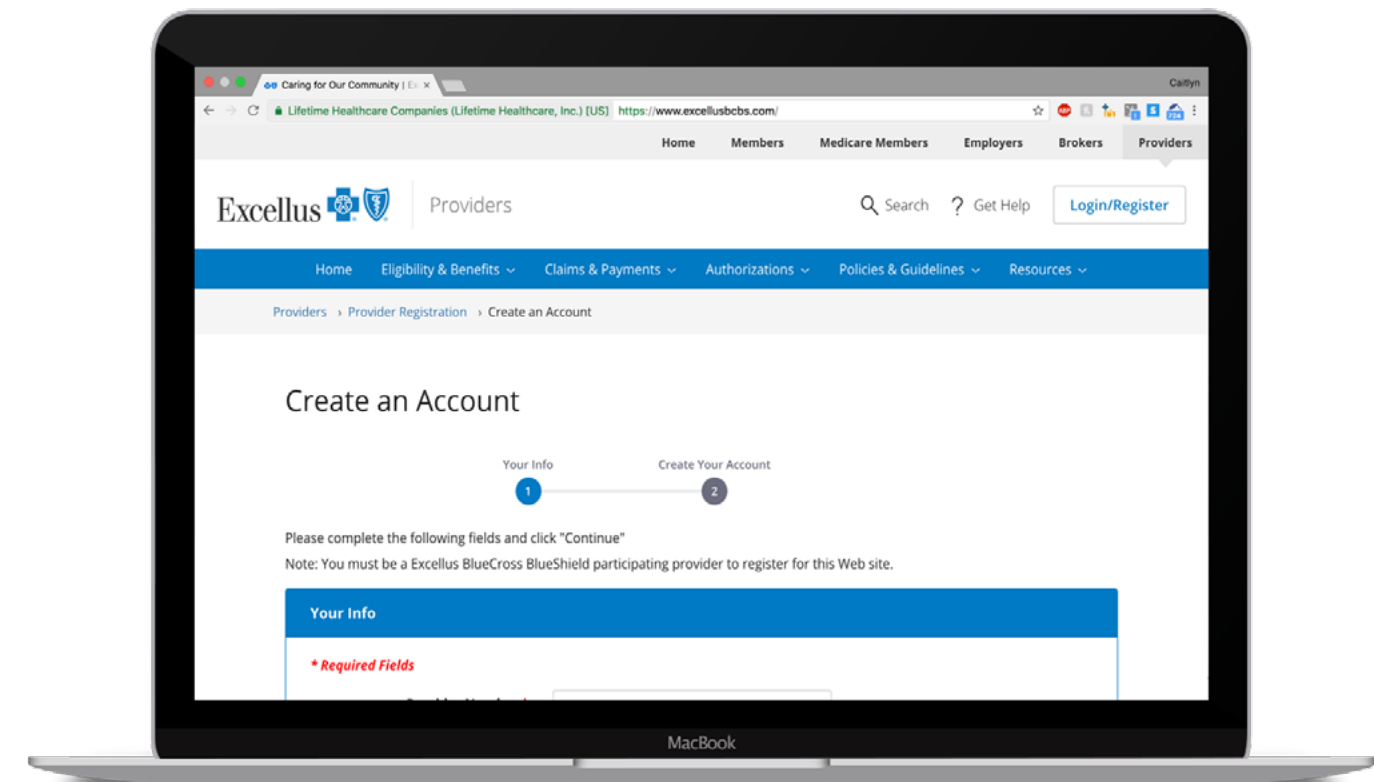 Caring for Our Community | Ex
Caitlyn
Lifetime Healthcare Companies (Lifetime Healthcare, Inc.) [US] https://www.excellusbcbs.com/
Home Members Medicare Members Employers Brokers Providers
Excellus Providers Search ? Get Help Login/Register
Home Eligibility & Benefits Claims & Payments Authorizations Policies & Guidelines Resources
Providers › Provider Registration › Create an Account
Create an Account
Your Info Create Your Account
1 2
Please complete the following fields and click "Continue"
Note: You must be a Excellus BlueCross BlueShield participating provider to register for this Web site.
Your Info
* Required Fields
MacBook